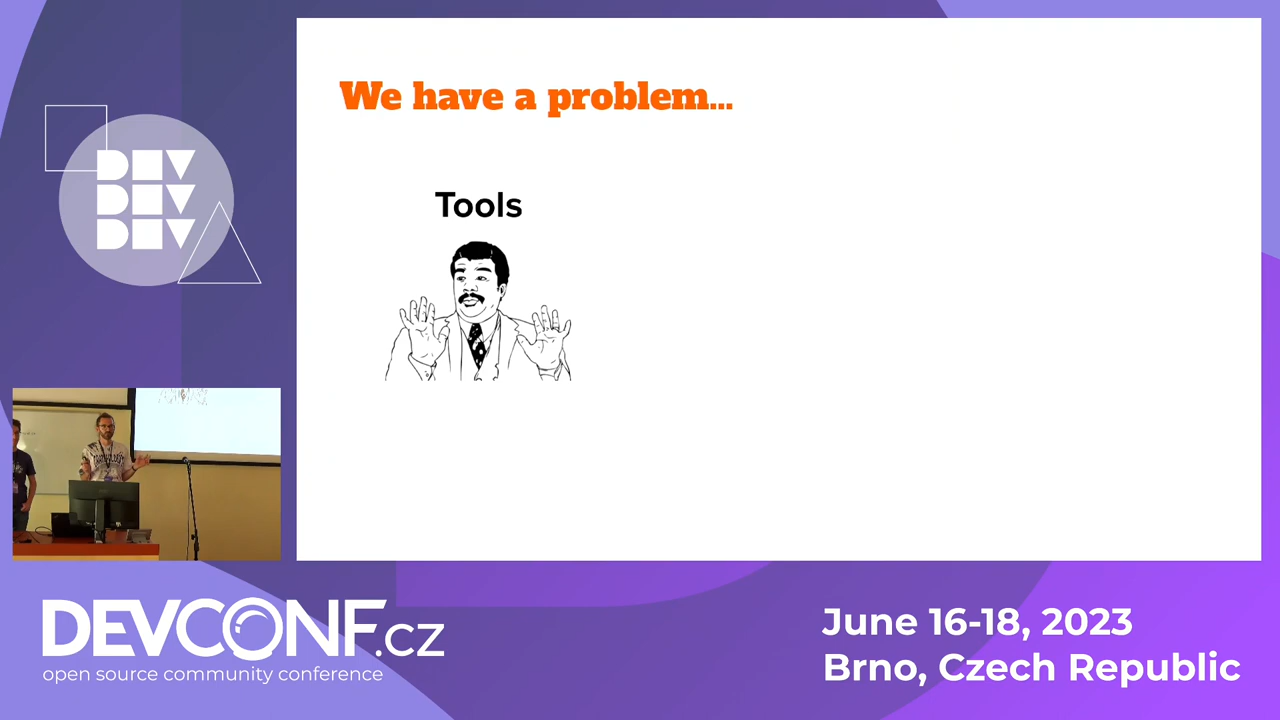 We have a problem...
Tools
DEV
DEV
DEV
DEVCONF.cz
open source community conference
June 16-18, 2023
Brno, Czech Republic